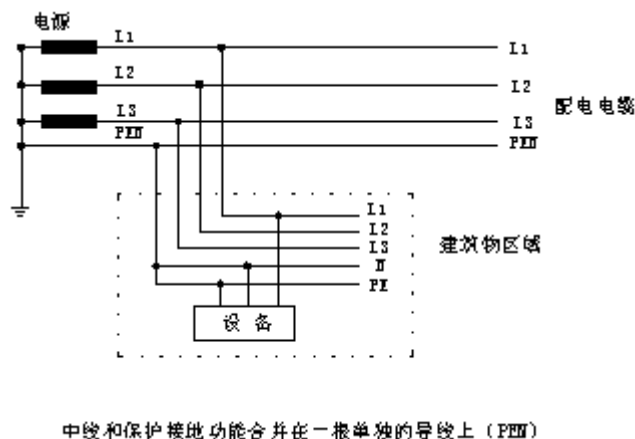 电源
L1
L1
L2
L2
配电电缆
L3
L3
PEN
PEN
L1
L2
L3
建筑物区域
N
PE
设备
中线和保护接地功能合并在一根单独的导线上（PEN）